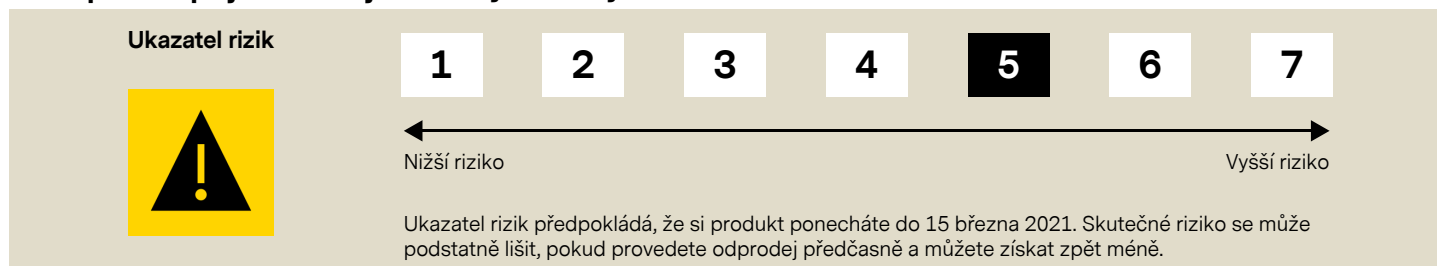 Ukazatel rizik
1 2 3 4 5 6 7
Nižší riziko Vyšší riziko
Ukazatel rizik předpokládá, že si produkt ponecháte do 15 března 2021. Skutečné riziko se může
podstatně lišit, pokud provedete odprodej předčasně a můžete získat zpět méně.